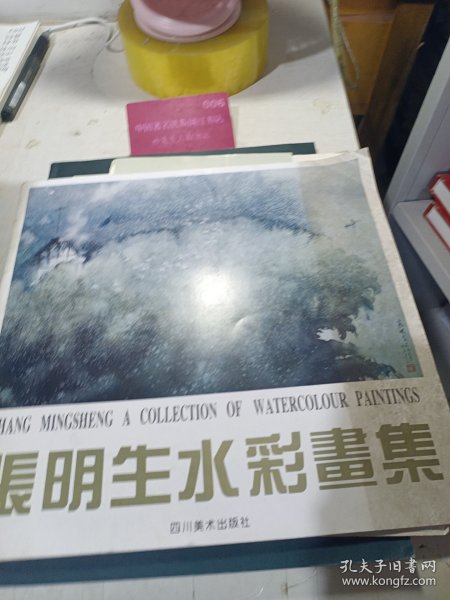 006
HANG MINGSHENG A COLLECTION OF WATERCOLOUR PAINTINGS
張明生水彩畫集
四川美术出版社
孔夫子旧书网
www.kongfz.com